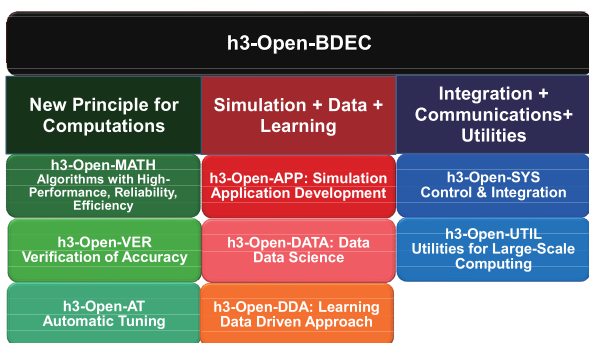 h3-Open-BDEC
New Principle for
Computations
Simulation + Data +
Learning
Integration +
Communications+
Utilities
h3-Open-MATH
Algorithms with High-
Performance, Reliability,
Efficiency
h3-Open-APP: Simulation
Application Development
h3-Open-SYS
Control & Integration
h3-Open-VER
Verification of Accuracy
h3-Open-DATA: Data
Data Science
h3-Open-UTIL
Utilities for Large-Scale
Computing
h3-Open-AT
Automatic Tuning
h3-Open-DDA: Learning
Data Driven Approach